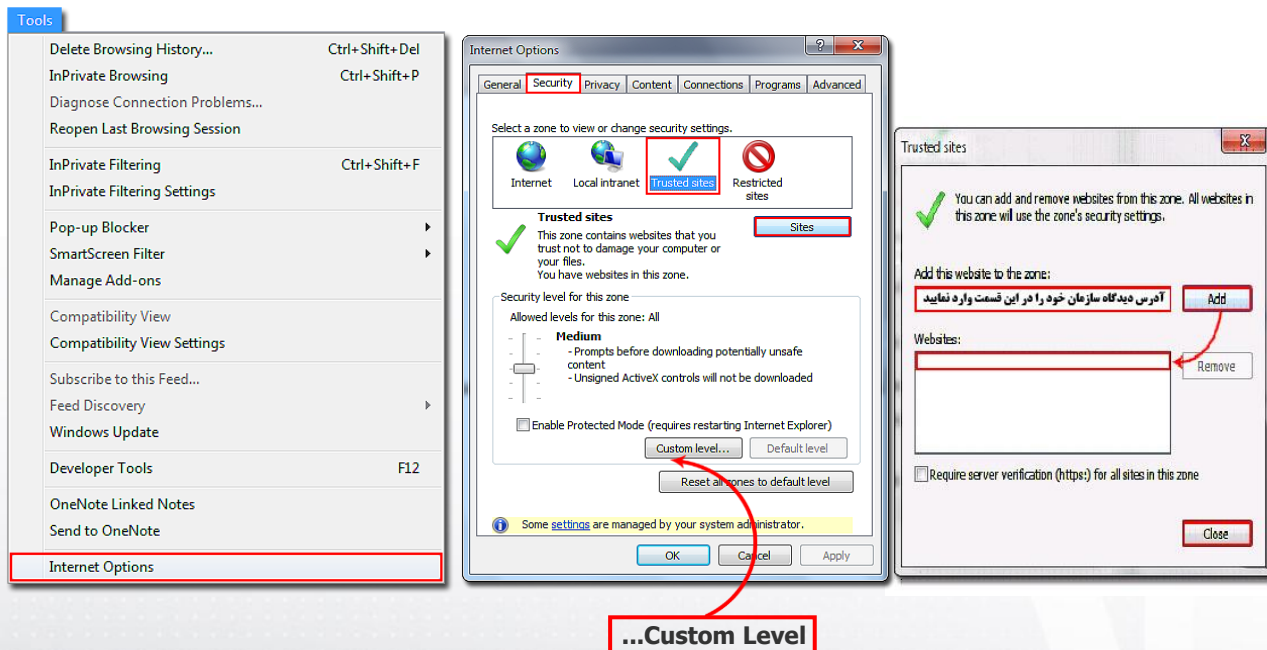 Tools
Delete Browsing History... Ctrl+Shift+Del
InPrivate Browsing Ctrl+Shift+P
Diagnose Connection Problems...
Reopen Last Browsing Session
InPrivate Filtering Ctrl+Shift+F
InPrivate Filtering Settings
Pop-up Blocker
SmartScreen Filter
Manage Add-ons
Compatibility View
Compatibility View Settings
Subscribe to this Feed...
Feed Discovery
Windows Update
Developer Tools F12
OneNote Linked Notes
Send to OneNote
Internet Options
Internet Options
General Security Privacy Content Connections Programs Advanced
Select a zone to view or change security settings.
Internet Local intranet Trusted sites Restricted
sites
Trusted sites
Sites
This zone contains websites that you
trust not to damage your computer or
your files.
You have websites in this zone.
Security level for this zone
Allowed levels for this zone: All
Medium
- Prompts before downloading potentially unsafe
content
- Unsigned ActiveX controls will not be downloaded
Enable Protected Mode (requires restarting Internet Explorer)
Custom level... Default level
Reset all zones to default level
Some settings are managed by your system administrator.
OK Cancel Apply
...Custom Level
Trusted sites
You can add and remove websites from this zone. All websites in
this zone will use the zone's security settings.
Add this website to the zone:
آدرس دیدگاه سازمان خود را در این قسمت وارد نمایید
Add
Websites:
Remove
Require server verification (https:) for all sites in this zone
Close